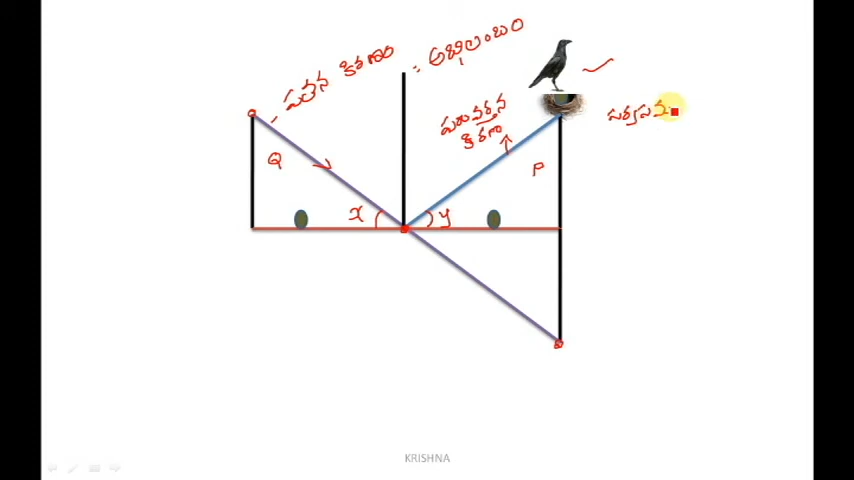 పతన కిరణం
: అభిలంబం
పరావర్తన
కిరణం
Q
P
x
y
KRISHNA